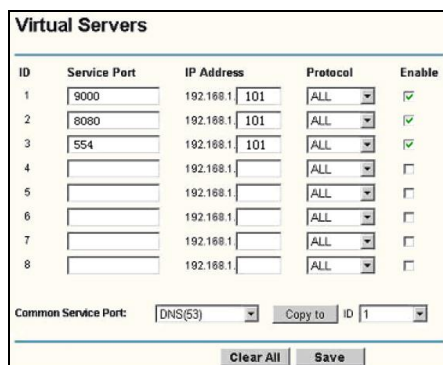 Virtual Servers
ID Service Port IP Address Protocol Enable
1 9000 192.168.1. 101 ALL
2 8080 192.168.1. 101 ALL
3 554 192.168.1. 101 ALL
4 192.168.1. ALL
5 192.168.1. ALL
6 192.168.1. ALL
7 192.168.1. ALL
8 192.168.1. ALL
Common Service Port: DNS(53) Copy to ID 1
Clear All Save